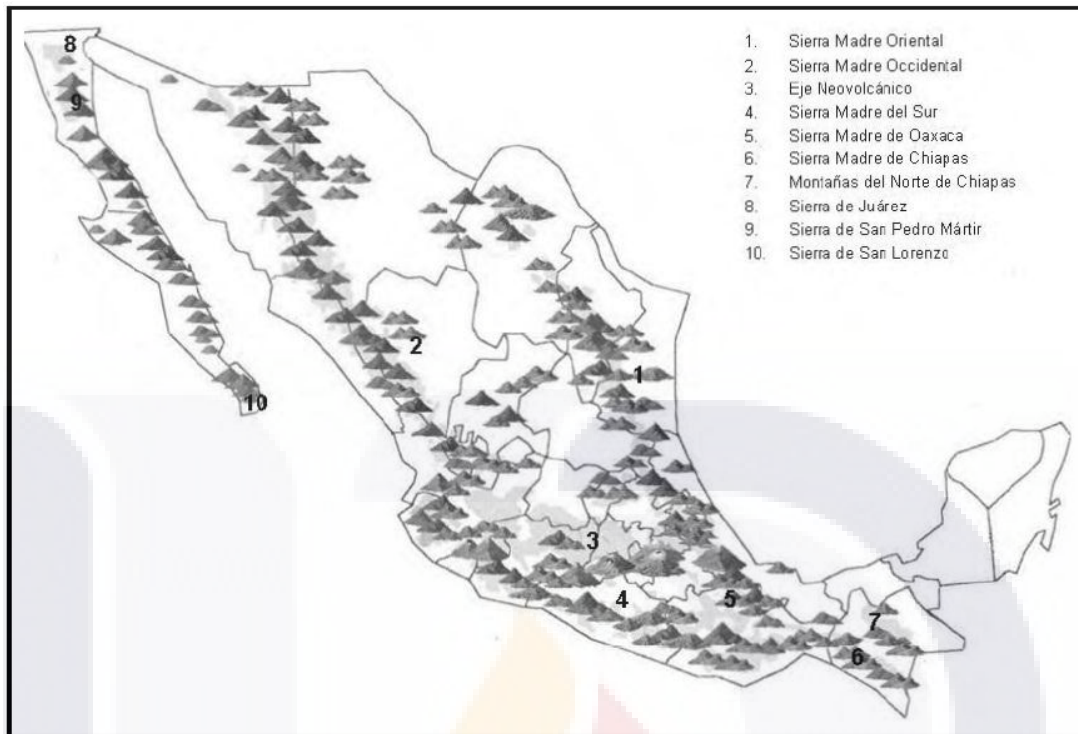 1. Sierra Madre Oriental
2. Sierra Madre Occidental
3. Eje Neovolcánico
4. Sierra Madre del Sur
5. Sierra Madre de Oaxaca
6. Sierra Madre de Chiapas
7. Montañas del Norte de Chiapas
8. Sierra de Juárez
9. Sierra de San Pedro Mártir
10. Sierra de San Lorenzo
8
9
2
1
10
3
4
5
7
6